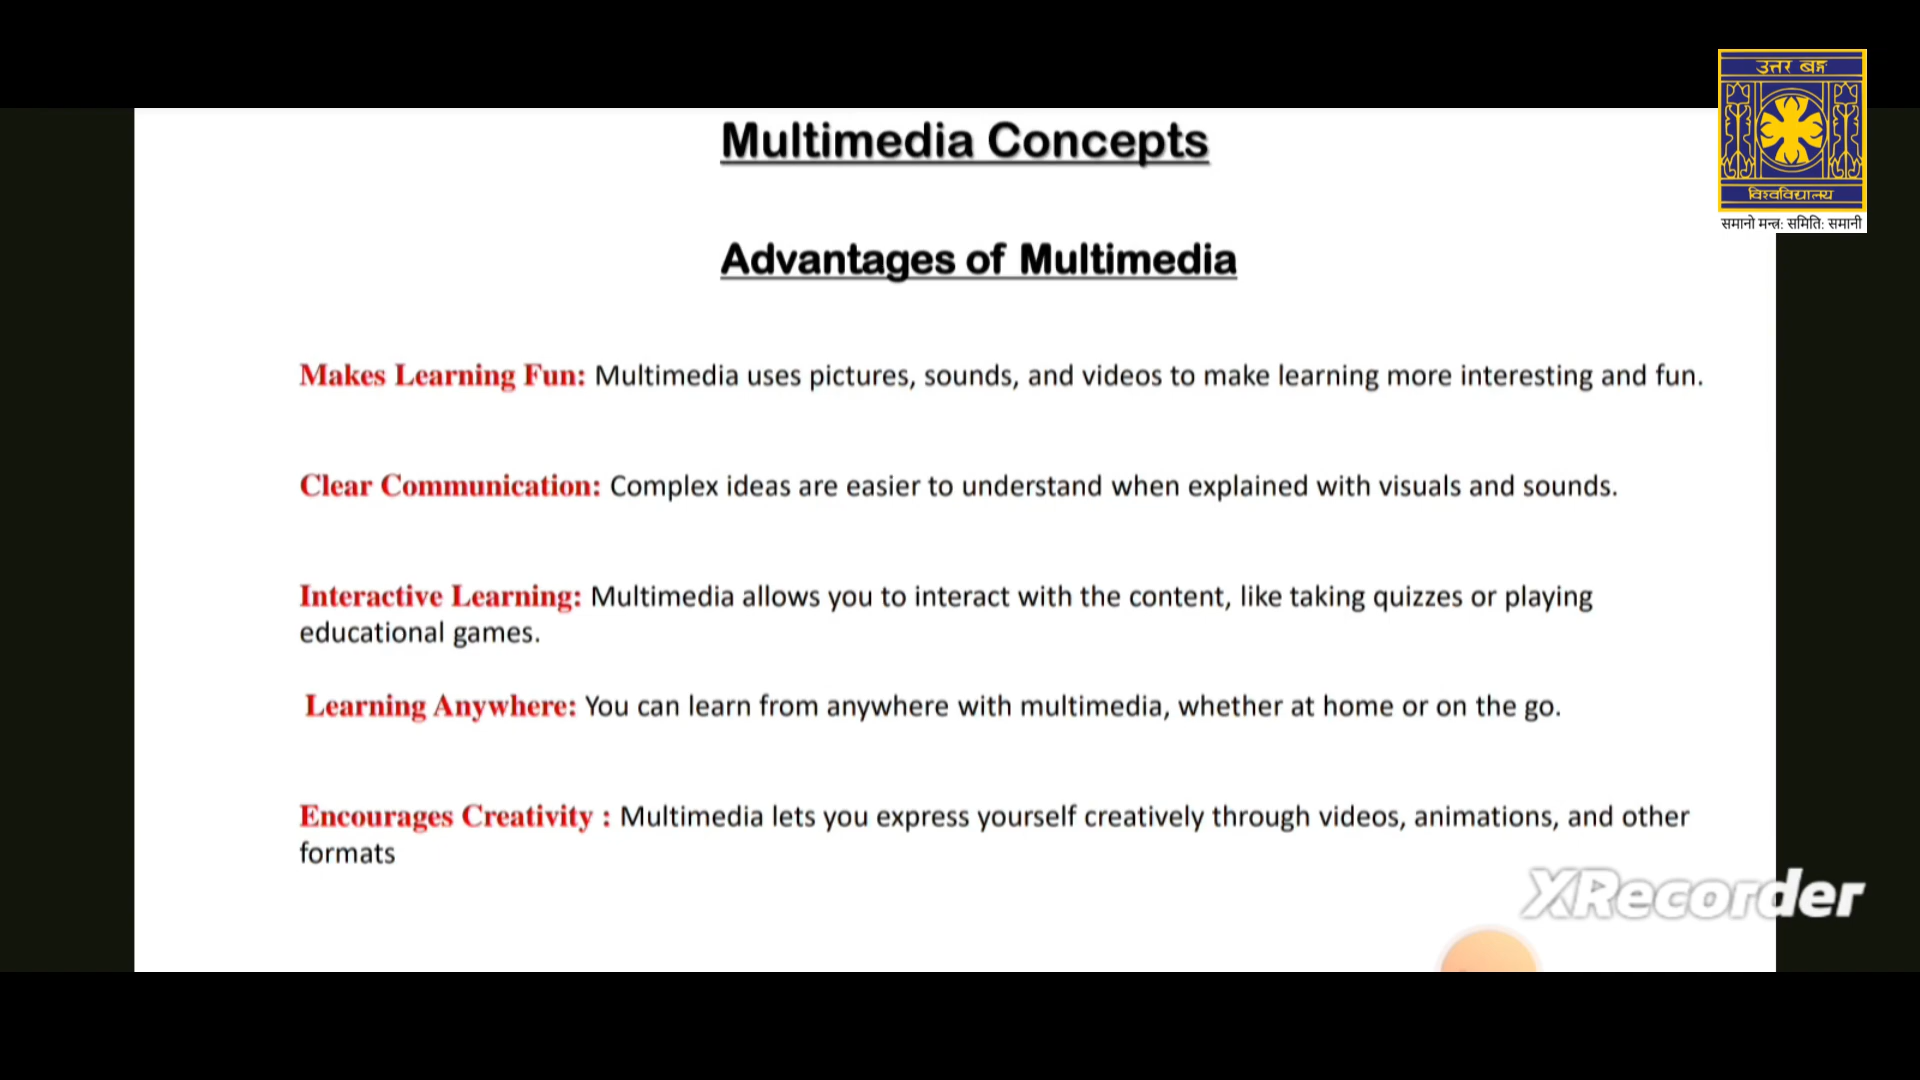 उत्तर बङ्ग
विश्वविद्यालय
समानो मन्त्र: समिति: समानी
Multimedia Concepts
Advantages of Multimedia
Makes Learning Fun: Multimedia uses pictures, sounds, and videos to make learning more interesting and fun.
Clear Communication: Complex ideas are easier to understand when explained with visuals and sounds.
Interactive Learning: Multimedia allows you to interact with the content, like taking quizzes or playing
educational games.
Learning Anywhere: You can learn from anywhere with multimedia, whether at home or on the go.
Encourages Creativity : Multimedia lets you express yourself creatively through videos, animations, and other
formats
XRecorder